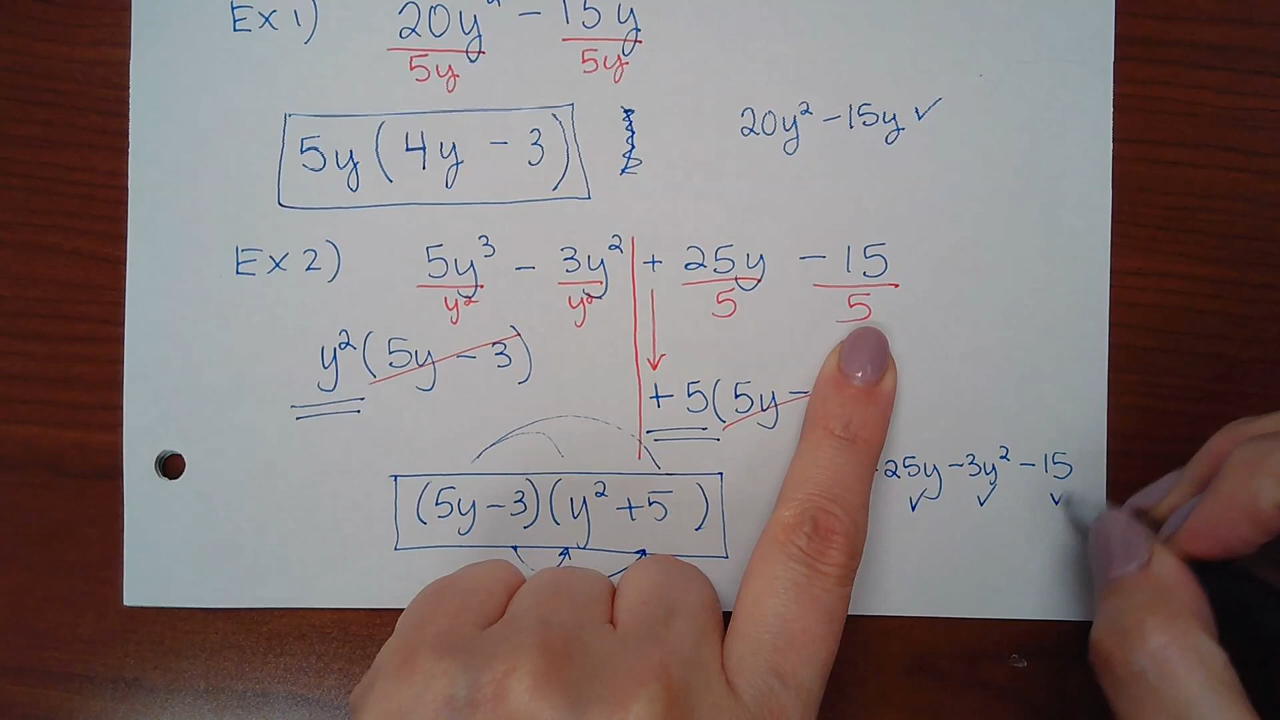 Ex 1) 20y² - 15y
5y 5y
5y(4y - 3)
20y² - 15y ✓
Ex 2) 5y³ - 3y² + 25y - 15
y² y² 5 5
y²(5y - 3)
+ 5(5y -
25y - 3y² - 15
✓ ✓ ✓
(5y - 3)(y² + 5)